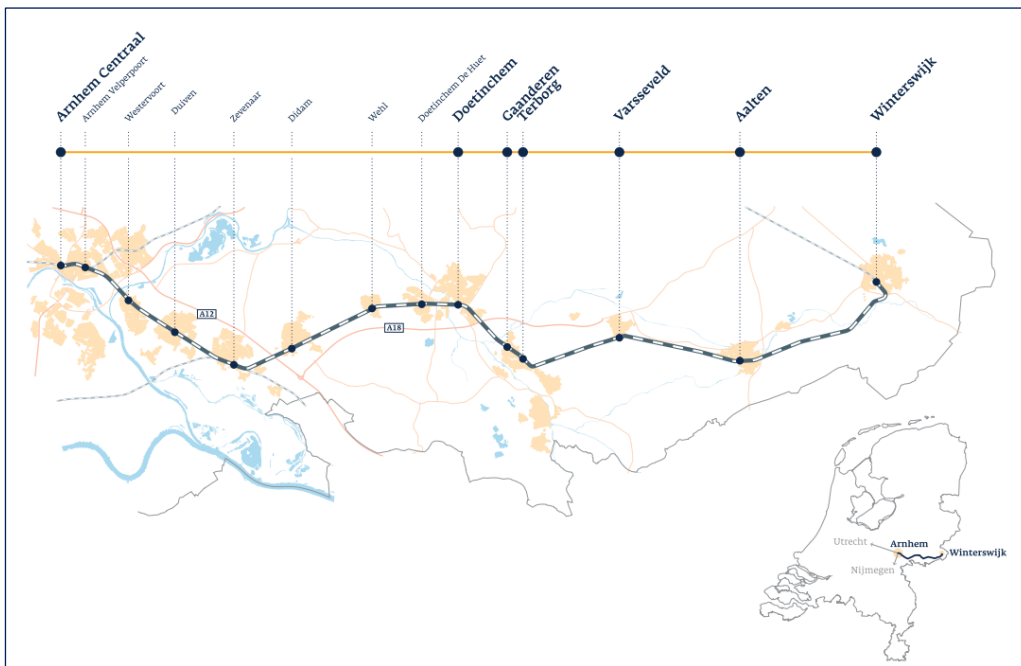 Arnhem Centraal
Arnhem Velperpoort
Westervoort
Duiven
Zevenaar
Didam
Wehl
Doetinchem De Huet
Doetinchem
Gaanderen
Terborg
Varsseveld
Aalten
Winterswijk
A12
A18
Utrecht
Arnhem
Winterswijk
Nijmegen